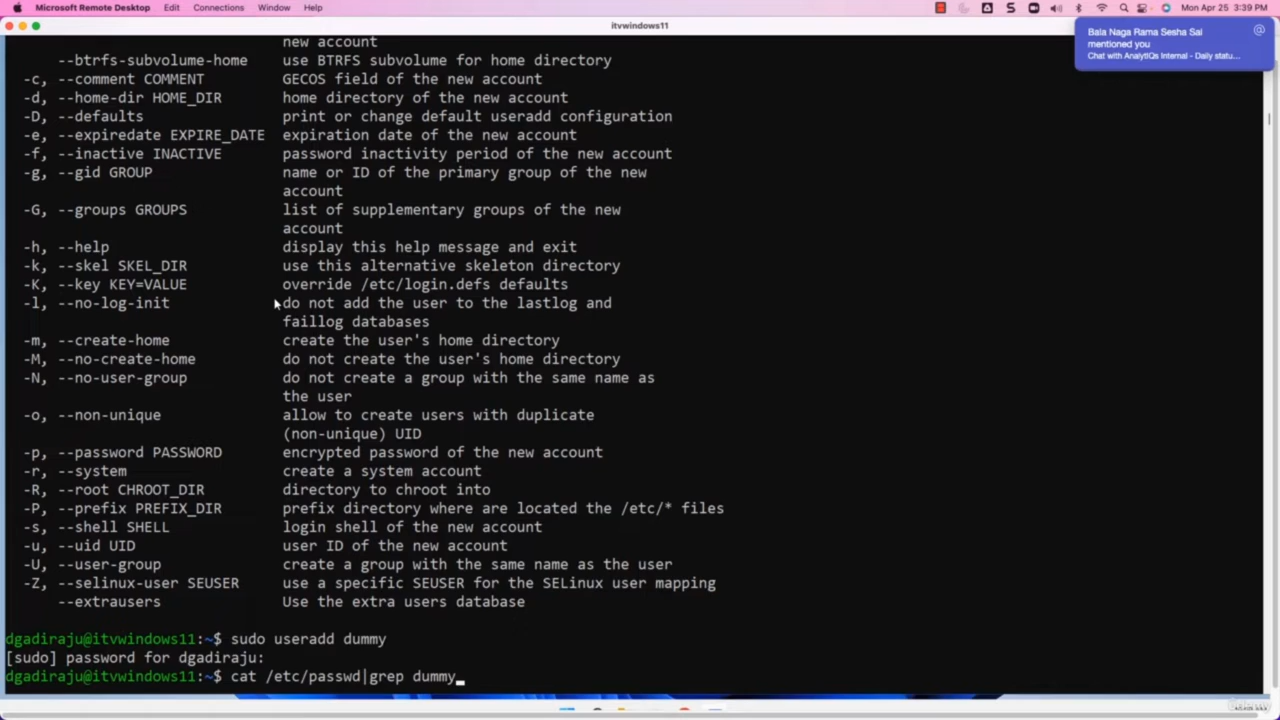 Microsoft Remote Desktop Edit Connections Window Help Mon Apr 25 3:39 PM
itvwindows11
Bala Naga Rama Sesha Sai
mentioned you
Chat with AnalytiQs Internal - Daily statu...
new account
--btrfs-subvolume-home use BTRFS subvolume for home directory
-c, --comment COMMENT GECOS field of the new account
-d, --home-dir HOME_DIR home directory of the new account
-D, --defaults print or change default useradd configuration
-e, --expiredate EXPIRE_DATE expiration date of the new account
-f, --inactive INACTIVE password inactivity period of the new account
-g, --gid GROUP name or ID of the primary group of the new
account
-G, --groups GROUPS list of supplementary groups of the new
account
-h, --help display this help message and exit
-k, --skel SKEL_DIR use this alternative skeleton directory
-K, --key KEY=VALUE override /etc/login.defs defaults
-l, --no-log-init do not add the user to the lastlog and
faillog databases
-m, --create-home create the user's home directory
-M, --no-create-home do not create the user's home directory
-N, --no-user-group do not create a group with the same name as
the user
-o, --non-unique allow to create users with duplicate
(non-unique) UID
-p, --password PASSWORD encrypted password of the new account
-r, --system create a system account
-R, --root CHROOT_DIR directory to chroot into
-P, --prefix PREFIX_DIR prefix directory where are located the /etc/* files
-s, --shell SHELL login shell of the new account
-u, --uid UID user ID of the new account
-U, --user-group create a group with the same name as the user
-Z, --selinux-user SEUSER use a specific SEUSER for the SELinux user mapping
--extrausers Use the extra users database
dgadiraju@itvwindows11:~$ sudo useradd dummy
[sudo] password for dgadiraju:
dgadiraju@itvwindows11:~$ cat /etc/passwd|grep dummy